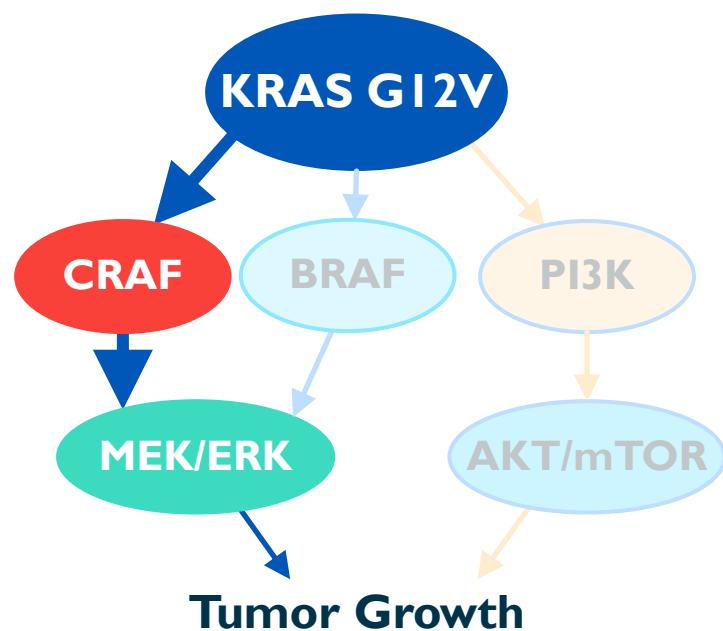 KRAS G12V
CRAF
BRAF
PI3K
MEK/ERK
AKT/mTOR
Tumor Growth